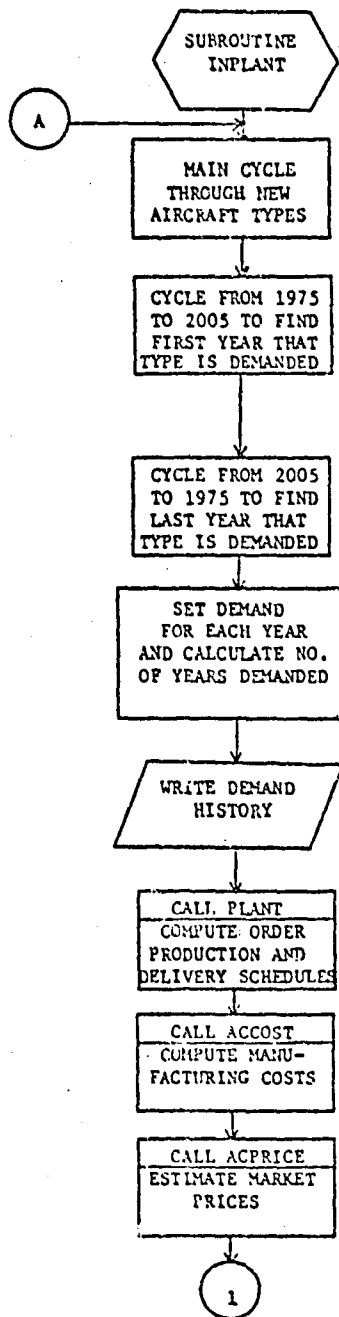 SUBROUTINE
INPLANT
A
MAIN CYCLE
THROUGH NEW
AIRCRAFT TYPES
CYCLE FROM 1975
TO 2005 TO FIND
FIRST YEAR THAT
TYPE IS DEMANDED
CYCLE FROM 2005
TO 1975 TO FIND
LAST YEAR THAT
TYPE IS DEMANDED
SET DEMAND
FOR EACH YEAR
AND CALCULATE NO.
OF YEARS DEMANDED
WRITE DEMAND
HISTORY
CALL PLANT
COMPUTE ORDER
PRODUCTION AND
DELIVERY SCHEDULES
CALL ACCOST
COMPUTE MANU-
FACTURING COSTS
CALL ACPRICE
ESTIMATE MARKET
PRICES
1